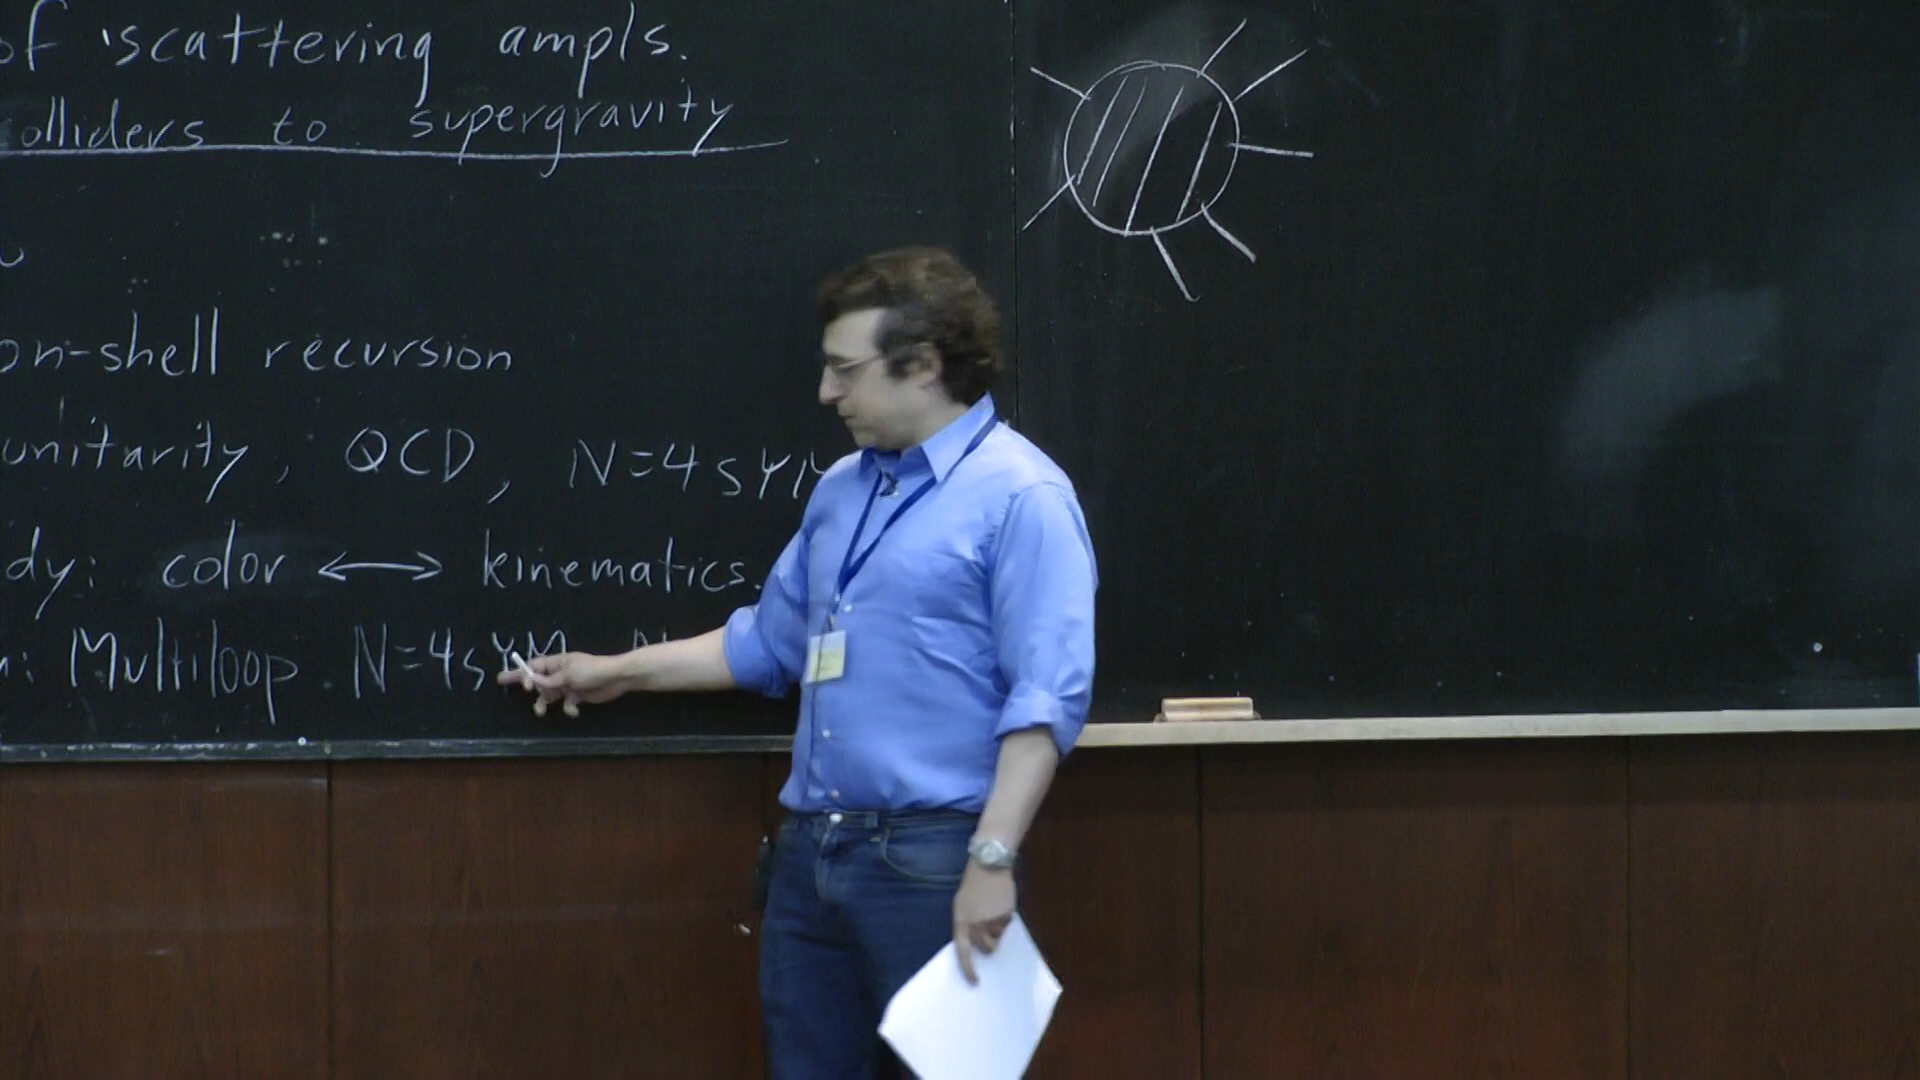 of scattering ampls.
olliders to supergravity
on-shell recursion
unitarity, QCD, N=4 sYM
dy: color ↔ kinematics.
n: Multiloop N=4 sYM N